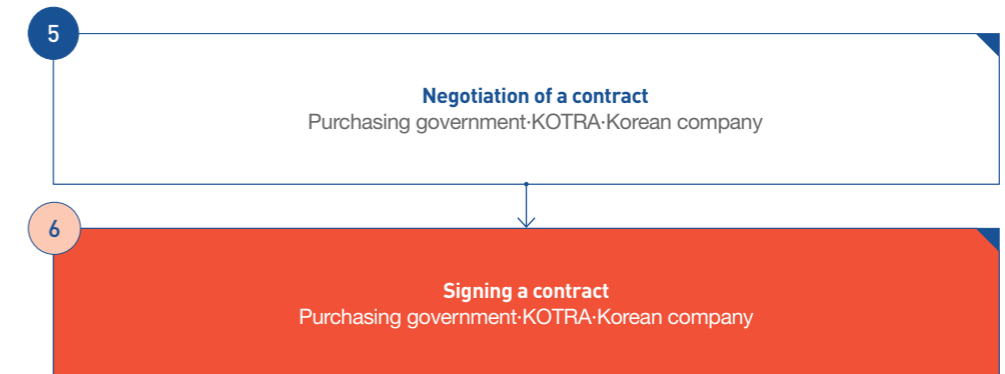 5
Negotiation of a contract
Purchasing government·KOTRA·Korean company
6
Signing a contract
Purchasing government·KOTRA·Korean company